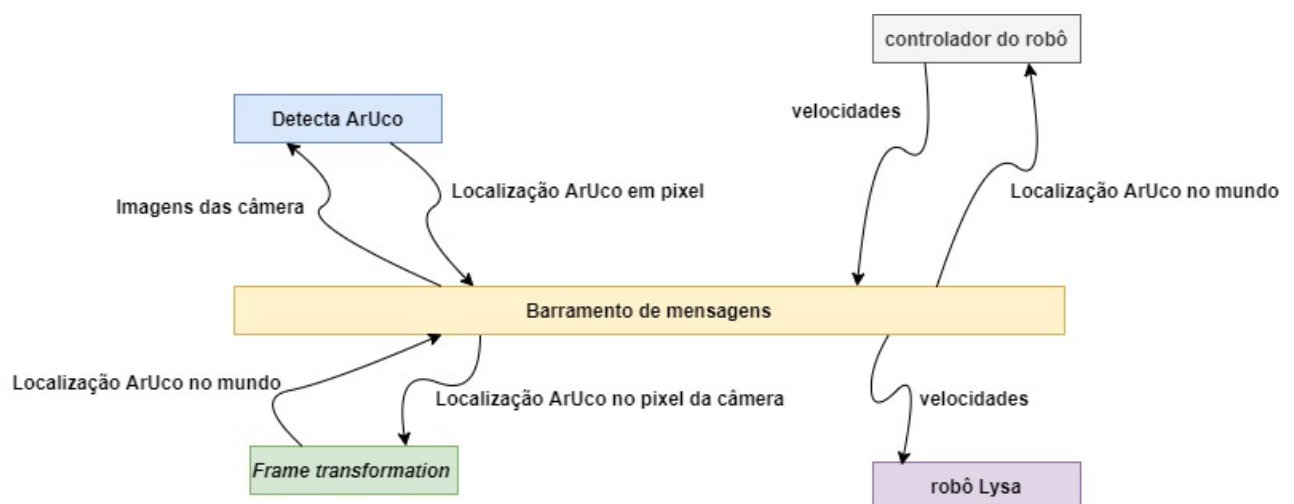 controlador do robô
Detecta ArUco
velocidades
Localização ArUco em pixel
Localização ArUco no mundo
Imagens das câmera
Barramento de mensagens
Localização ArUco no mundo
Localização ArUco no pixel da câmera
velocidades
Frame transformation
robô Lysa